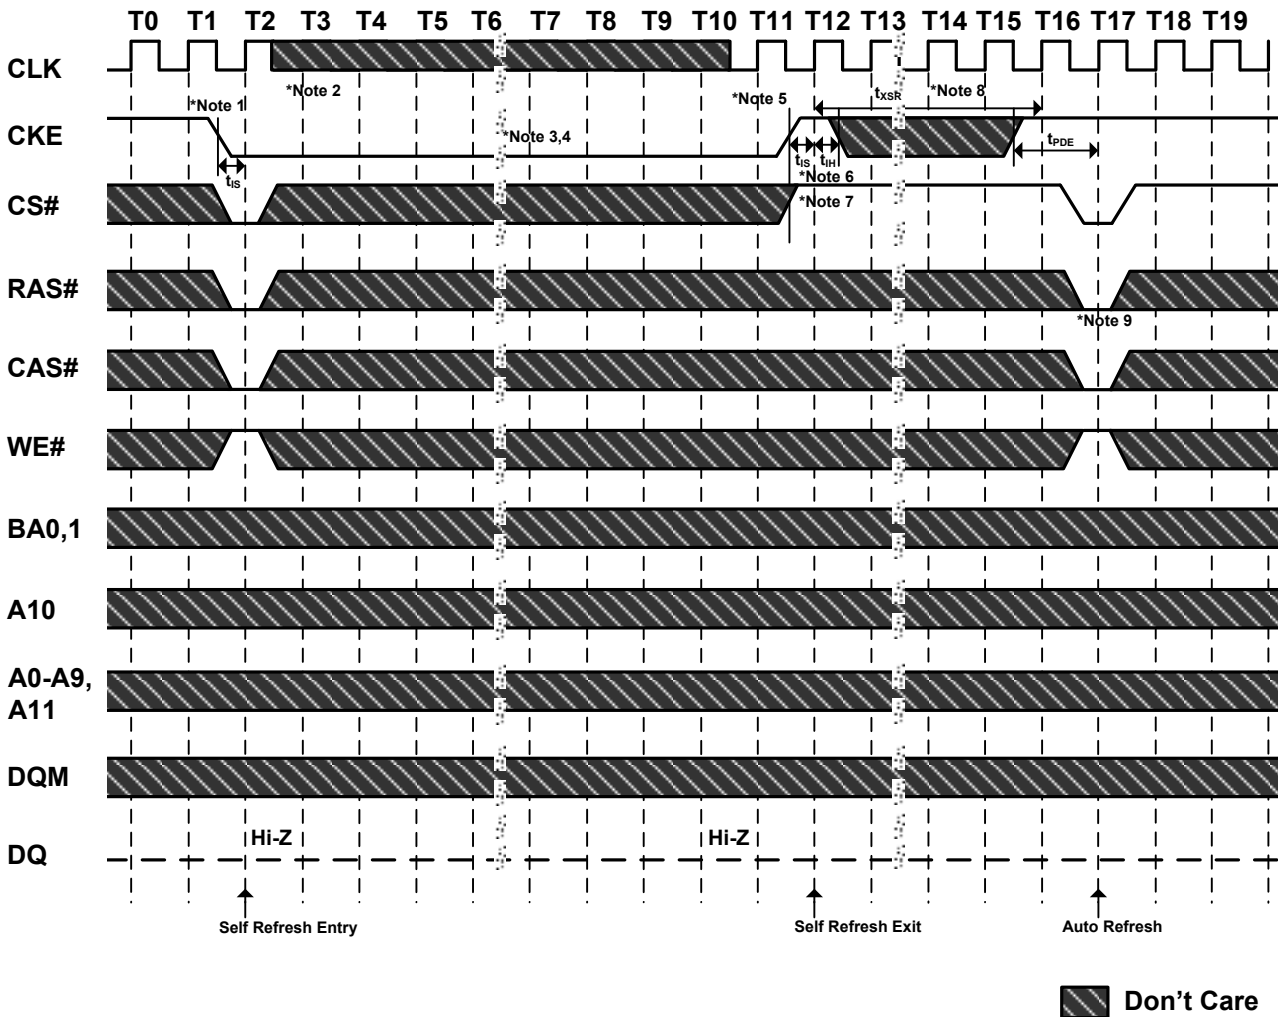 T0 T1 T2 T3 T4 T5 T6 T7 T8 T9 T10 T11 T12 T13 T14 T15 T16 T17 T18 T19
CLK
*Note 1
*Note 2
*Note 5
tXSR
*Note 8
CKE
*Note 3,4
tIS
tIS
tIH
tPDE
*Note 6
CS#
*Note 7
RAS#
*Note 9
CAS#
WE#
BA0,1
A10
A0-A9,
A11
DQM
Hi-Z
Hi-Z
DQ
Self Refresh Entry
Self Refresh Exit
Auto Refresh
Don't Care